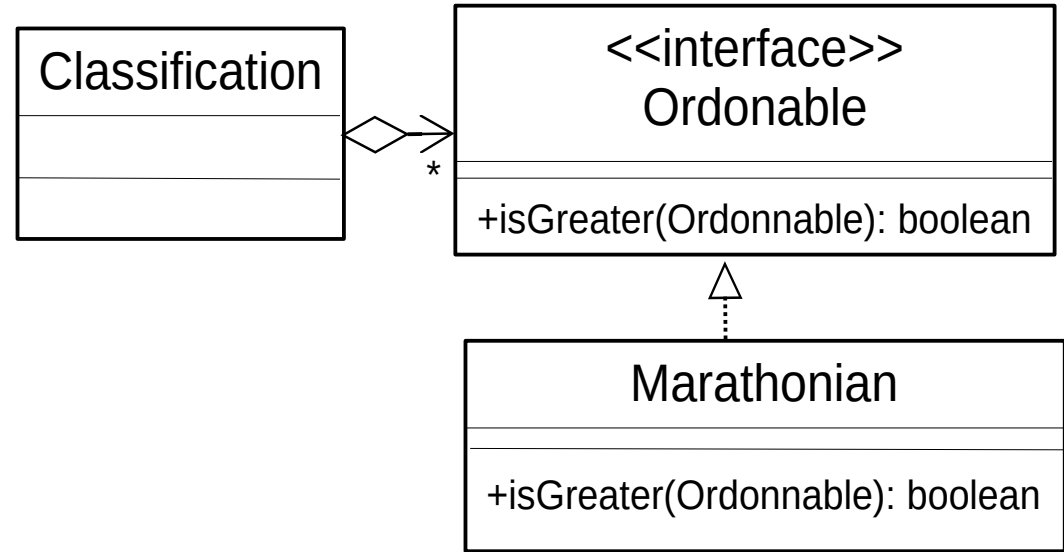 Classification
<<interface>>
Ordonable
*
+isGreater(Ordonnable): boolean
Marathonian
+isGreater(Ordonnable): boolean